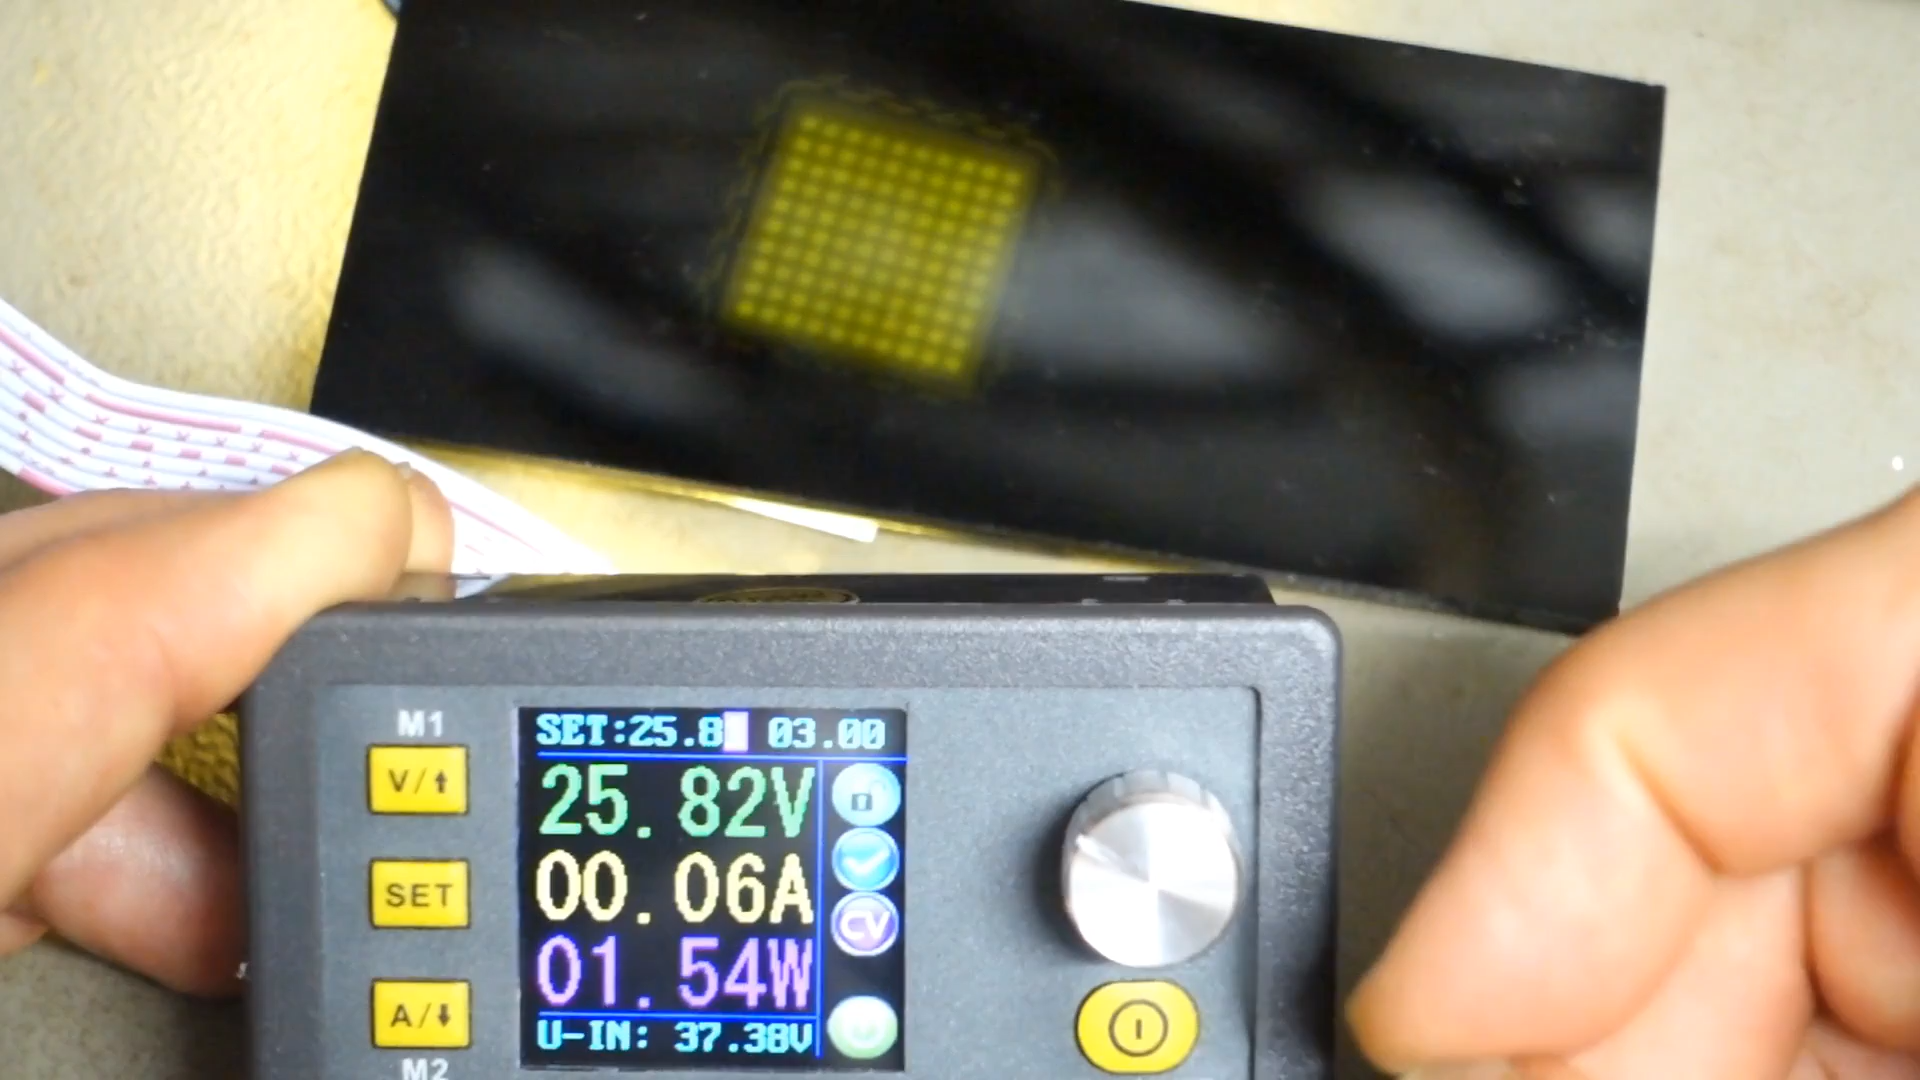 M1
V/↑
SET
A/↓
M2
SET:25.8 03.00
25.82V
00.06A
CV
01.54W
U-IN: 37.38V